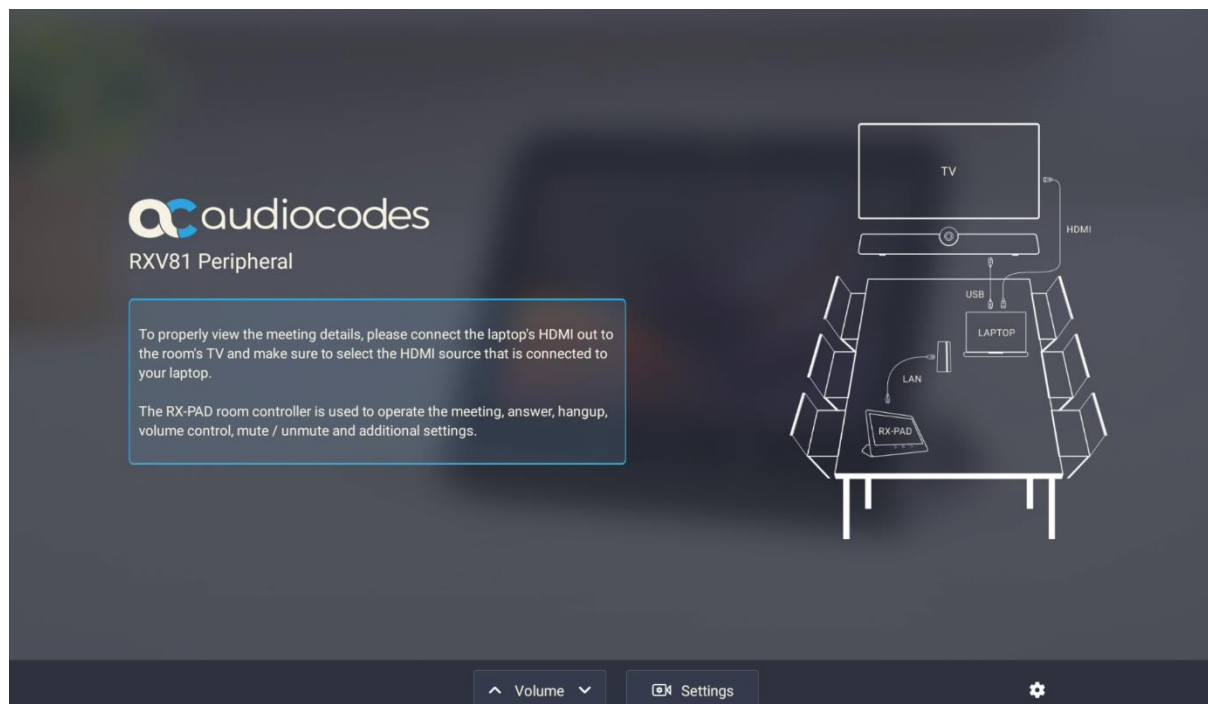 audiocodes
RXV81 Peripheral
To properly view the meeting details, please connect the laptop's HDMI out to
the room's TV and make sure to select the HDMI source that is connected to
your laptop.
The RX-PAD room controller is used to operate the meeting, answer, hangup,
volume control, mute / unmute and additional settings.
TV
HDMI
USB
LAPTOP
LAN
RX-PAD
Volume
Settings